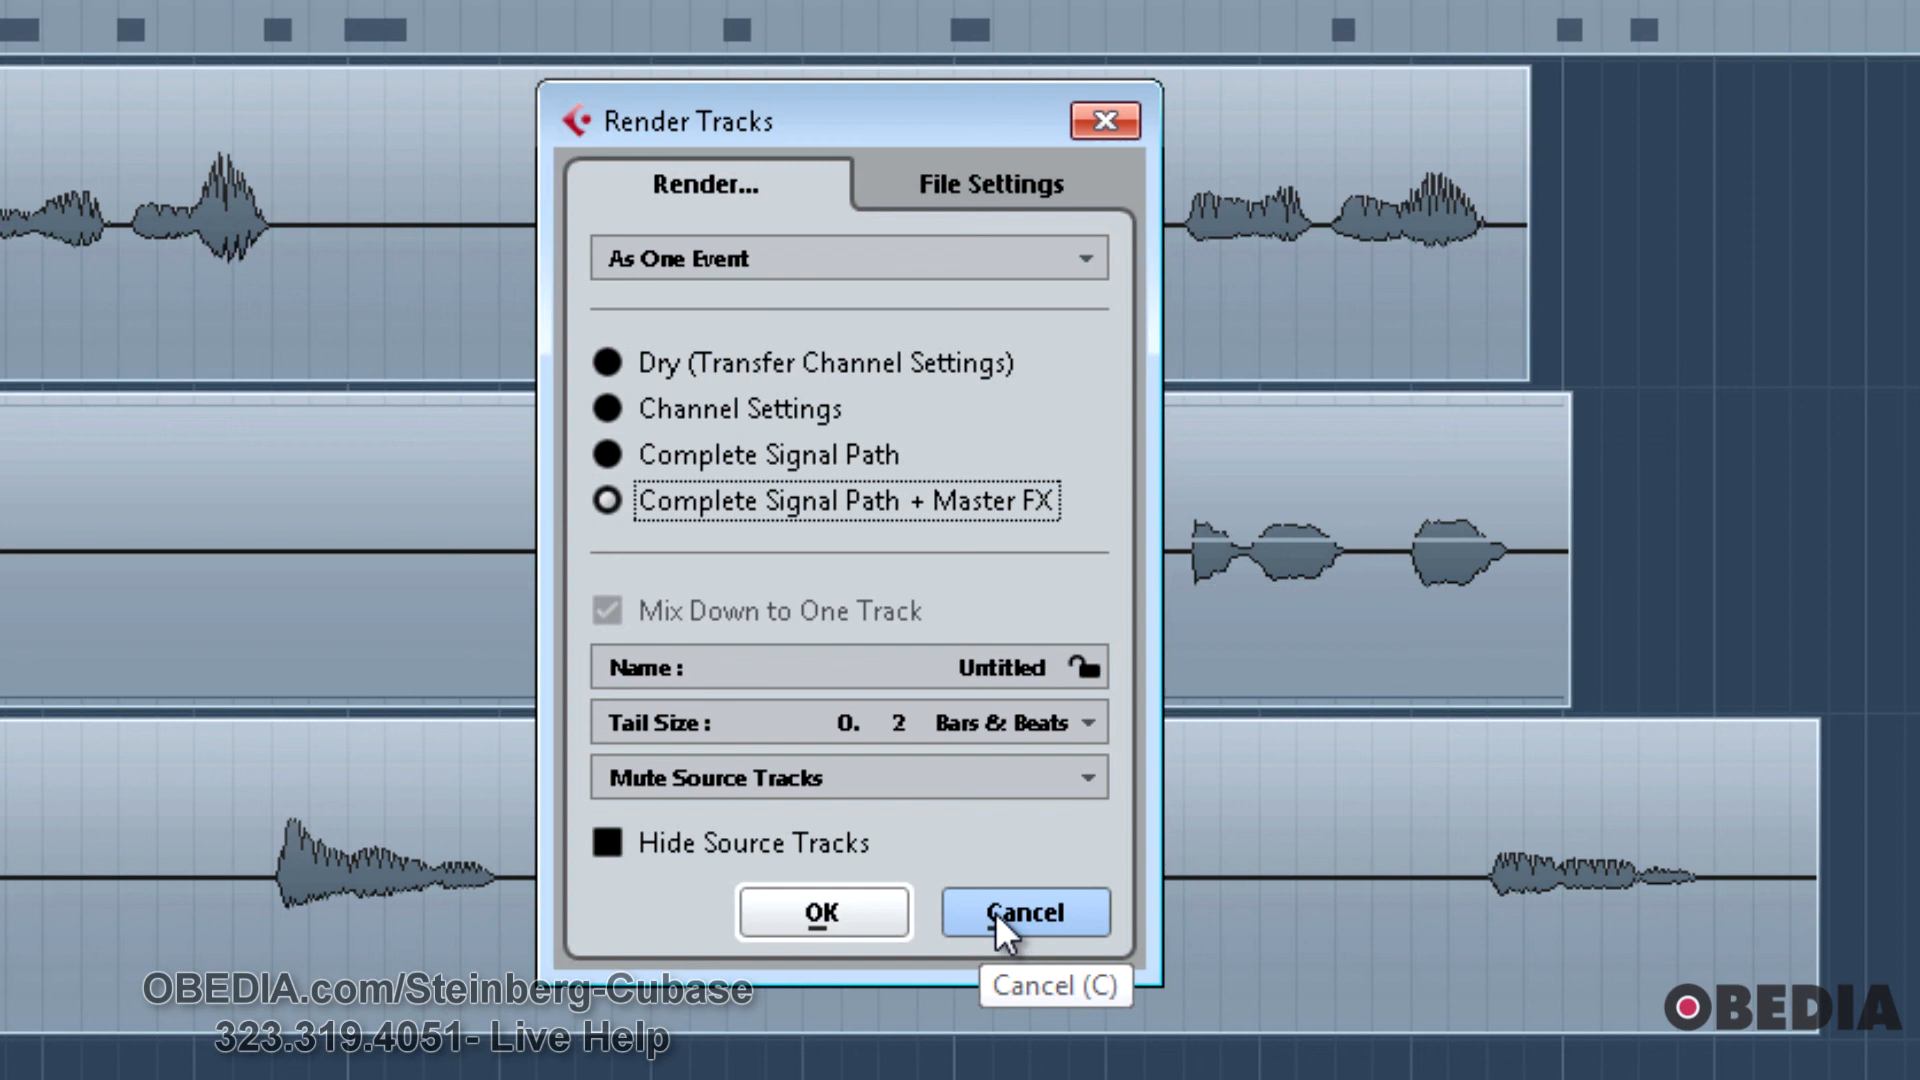 Render Tracks
Render...
File Settings
As One Event
Dry (Transfer Channel Settings)
Channel Settings
Complete Signal Path
Complete Signal Path + Master FX
Mix Down to One Track
Name : Untitled
Tail Size : 0. 2 Bars & Beats
Mute Source Tracks
Hide Source Tracks
OK
Cancel
Cancel (C)
OBEDIA.com/Steinberg-Cubase
323.319.4051- Live Help
OBEDIA